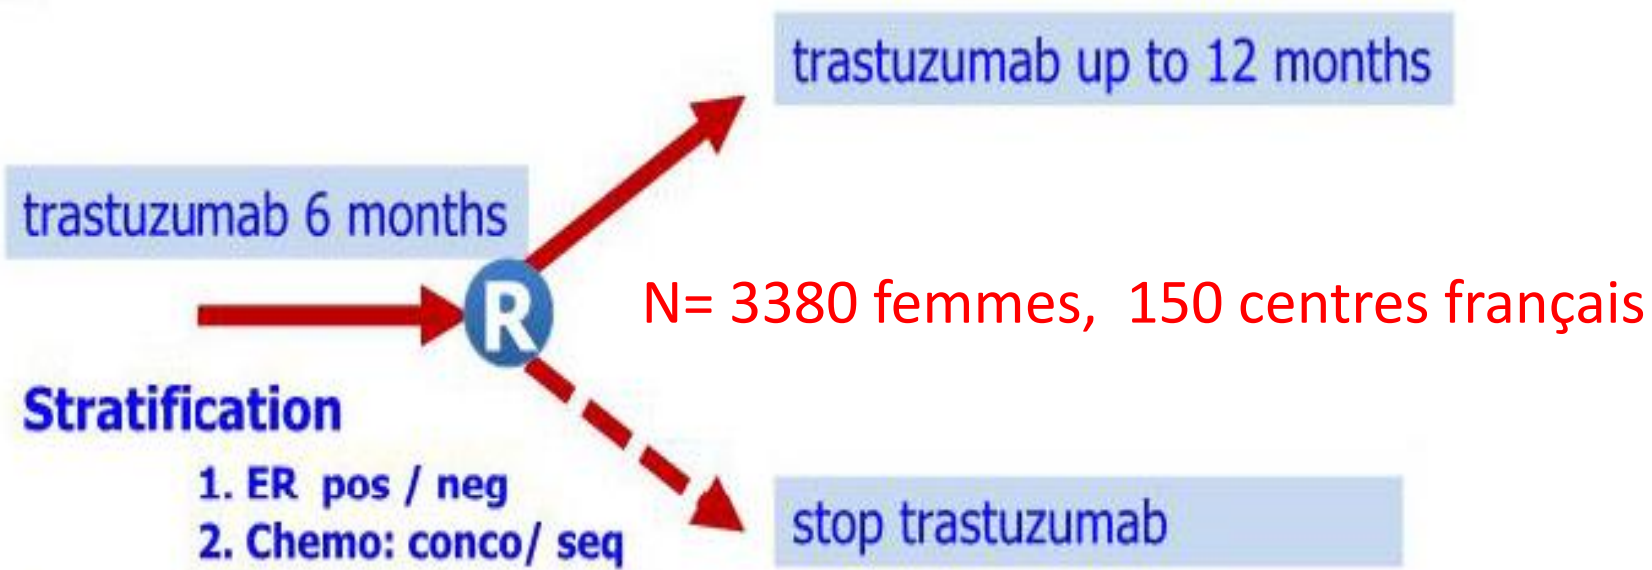 trastuzumab up to 12 months
trastuzumab 6 months
R
N= 3380 femmes, 150 centres français
Stratification
1. ER pos / neg
2. Chemo: conco/ seq
stop trastuzumab